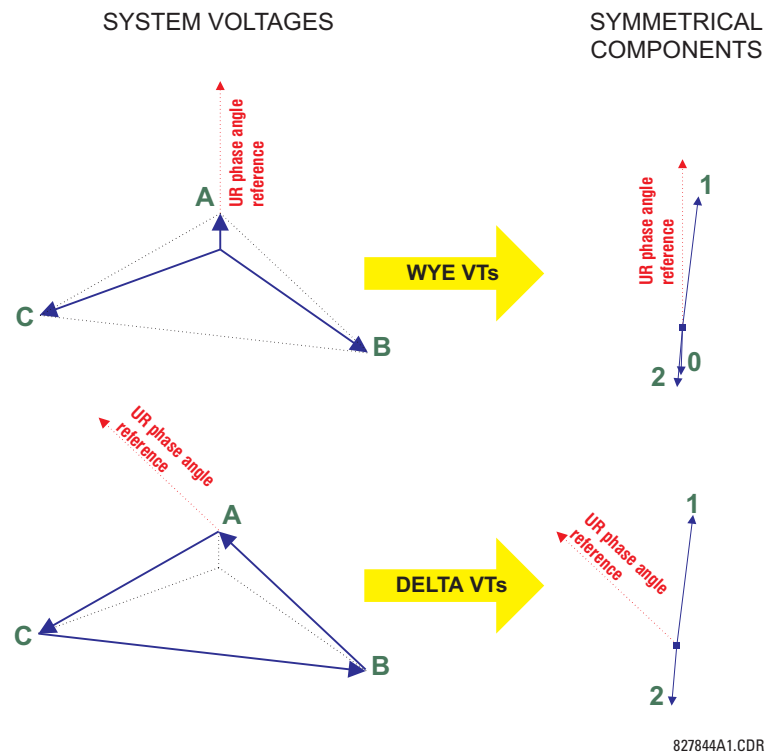 SYSTEM VOLTAGES
SYMMETRICAL
COMPONENTS
UR phase angle
reference
A
C
B
WYE VTs
UR phase angle
reference
1
2
0
UR phase angle
reference
A
C
B
DELTA VTs
UR phase angle
reference
1
2
827844A1.CDR